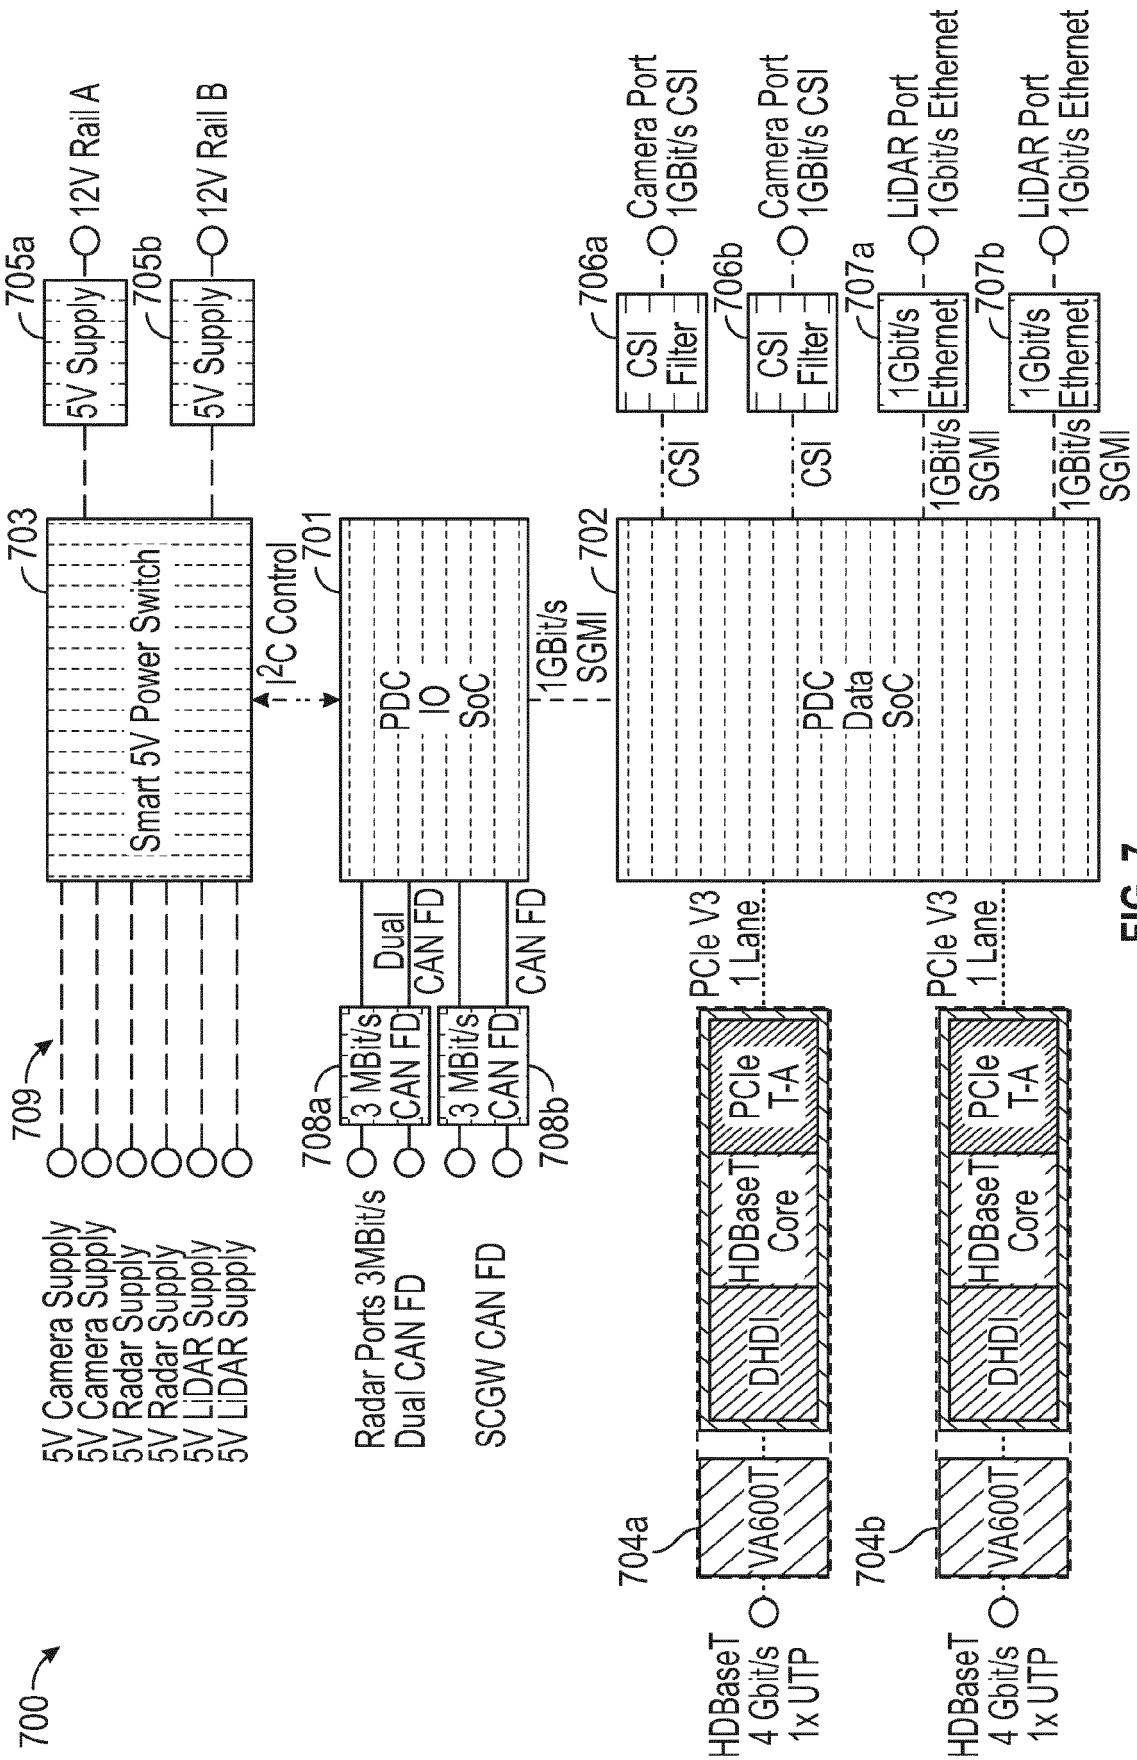 700
709
703
705a
705b
5V Camera Supply
5V Camera Supply
5V Radar Supply
5V Radar Supply
5V LiDAR Supply
5V LiDAR Supply
Smart 5V Power Switch
5V Supply
12V Rail A
5V Supply
12V Rail B
I²C Control
701
708a
Radar Ports 3MBit/s
Dual CAN FD
3 MBit/s
CAN FD
Dual
CAN FD
SCGW CAN FD
3 MBit/s
CAN FD
CAN FD
708b
PDC
IO
SoC
1GBit/s
SGMI
702
PDC
Data
SoC
704a
HDBaseT
4 Gbit/s
1x UTP
VA600T
DHDI
HDBaseT
Core
PCIe
T-A
PCIe V3
1 Lane
704b
HDBaseT
4 Gbit/s
1x UTP
VA600T
DHDI
HDBaseT
Core
PCIe
T-A
PCIe V3
1 Lane
706a
CSI
CSI
Filter
Camera Port
1GBit/s CSI
706b
CSI
CSI
Filter
Camera Port
1GBit/s CSI
707a
1GBit/s
SGMI
1Gbit/s
Ethernet
LiDAR Port
1Gbit/s Ethernet
707b
1GBit/s
SGMI
1Gbit/s
Ethernet
LiDAR Port
1Gbit/s Ethernet
FIG. 7